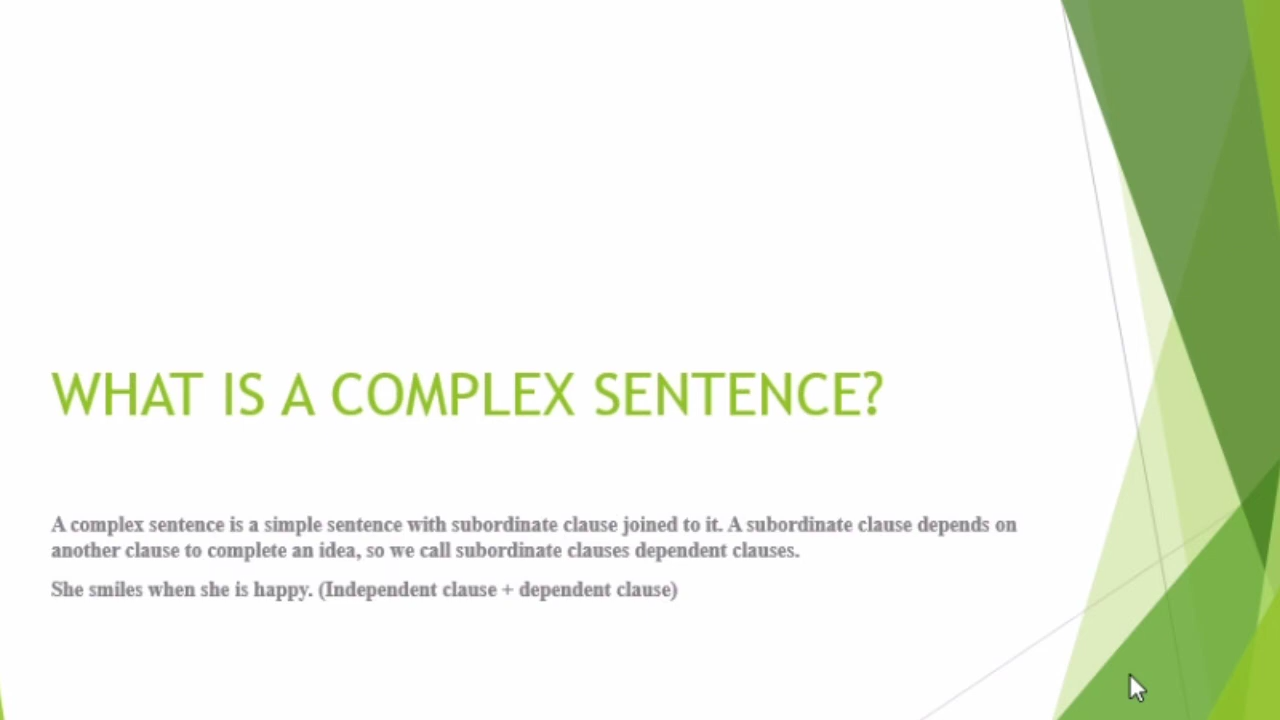 WHAT IS A COMPLEX SENTENCE?
A complex sentence is a simple sentence with subordinate clause joined to it. A subordinate clause depends on
another clause to complete an idea, so we call subordinate clauses dependent clauses.
She smiles when she is happy. (Independent clause + dependent clause)